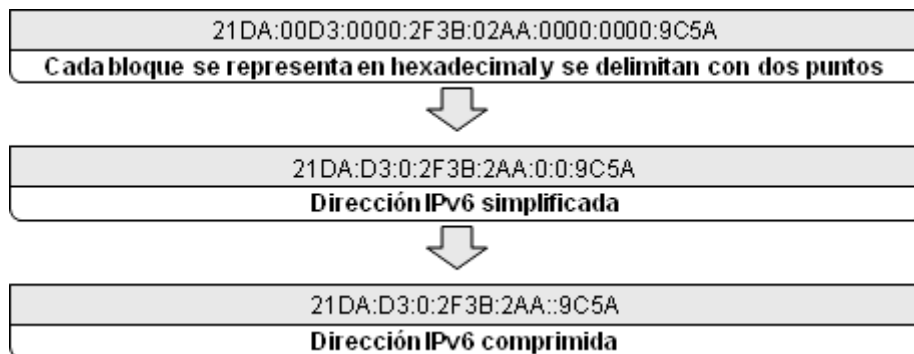 21DA:00D3:0000:2F3B:02AA:0000:0000:9C5A
Cada bloque se representa en hexadecimal y se delimitan con dos puntos
21DA:D3:0:2F3B:2AA:0:0:9C5A
Dirección IPv6 simplificada
21DA:D3:0:2F3B:2AA::9C5A
Dirección IPv6 comprimida